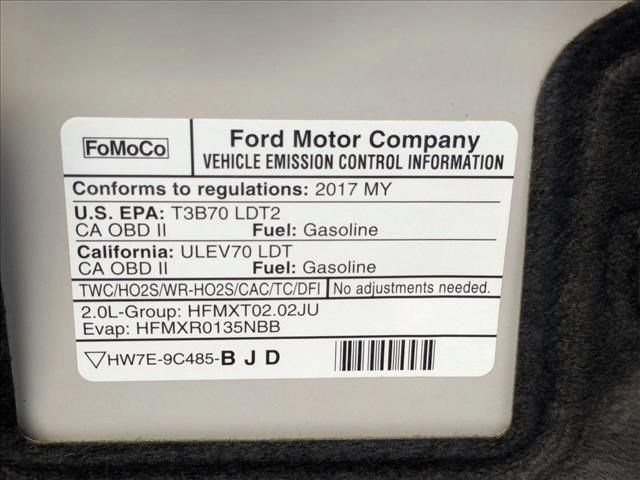 FoMoCo
Ford Motor Company
VEHICLE EMISSION CONTROL INFORMATION
Conforms to regulations: 2017 MY
U.S. EPA: T3B70 LDT2
CA OBD II Fuel: Gasoline
California: ULEV70 LDT
CA OBD II Fuel: Gasoline
TWC/HO2S/WR-HO2S/CAC/TC/DFI No adjustments needed.
2.0L-Group: HFMXT02.02JU
Evap: HFMXR0135NBB
HW7E-9C485-B J D